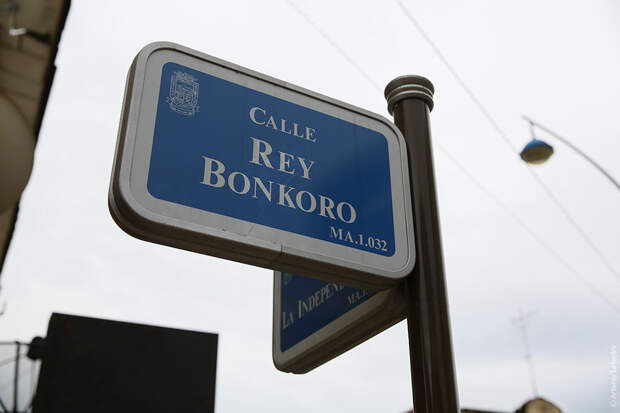 CALLE
REY
BONKORO
MA.1.032
LA INDEPEN